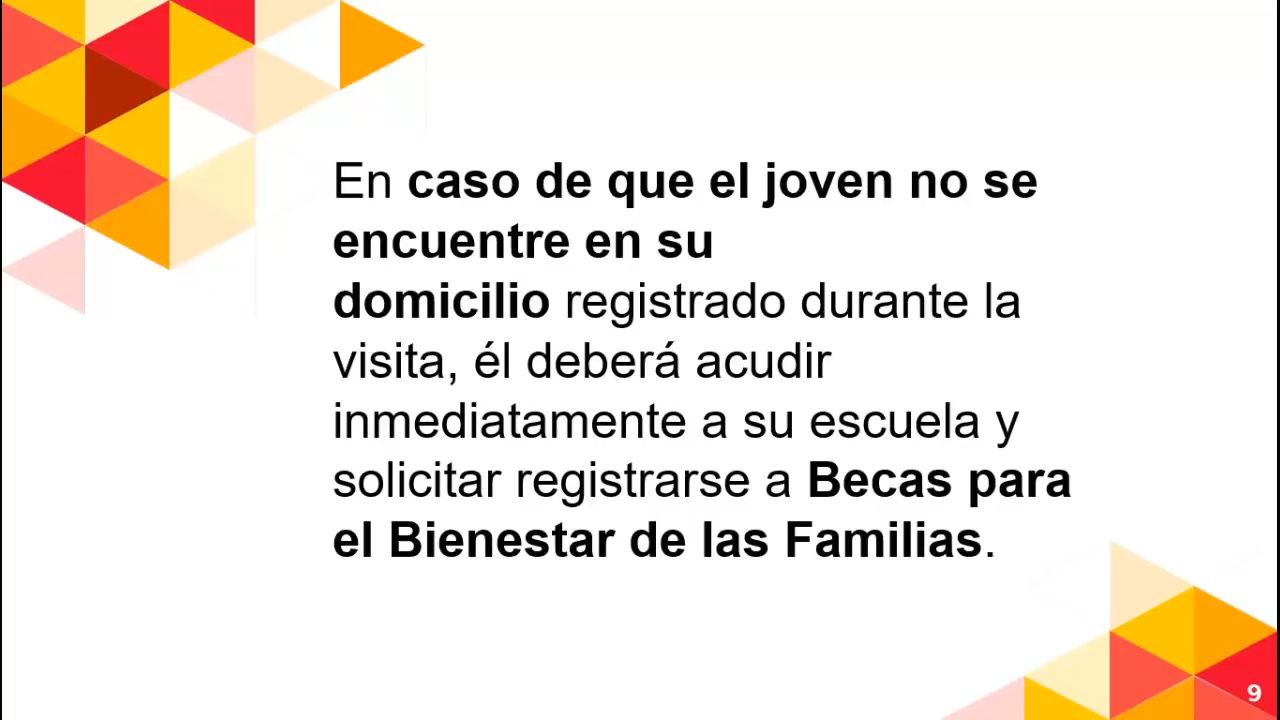 En caso de que el joven no se
encuentre en su
domicilio registrado durante la
visita, él deberá acudir
inmediatamente a su escuela y
solicitar registrarse a Becas para
el Bienestar de las Familias.
9